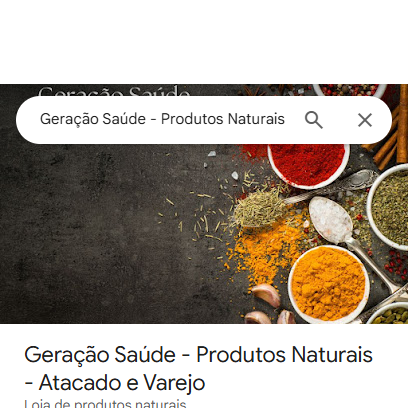 Geração Saúde
Geração Saúde - Produtos Naturais
Geração Saúde - Produtos Naturais
- Atacado e Varejo
Loja de produtos naturais